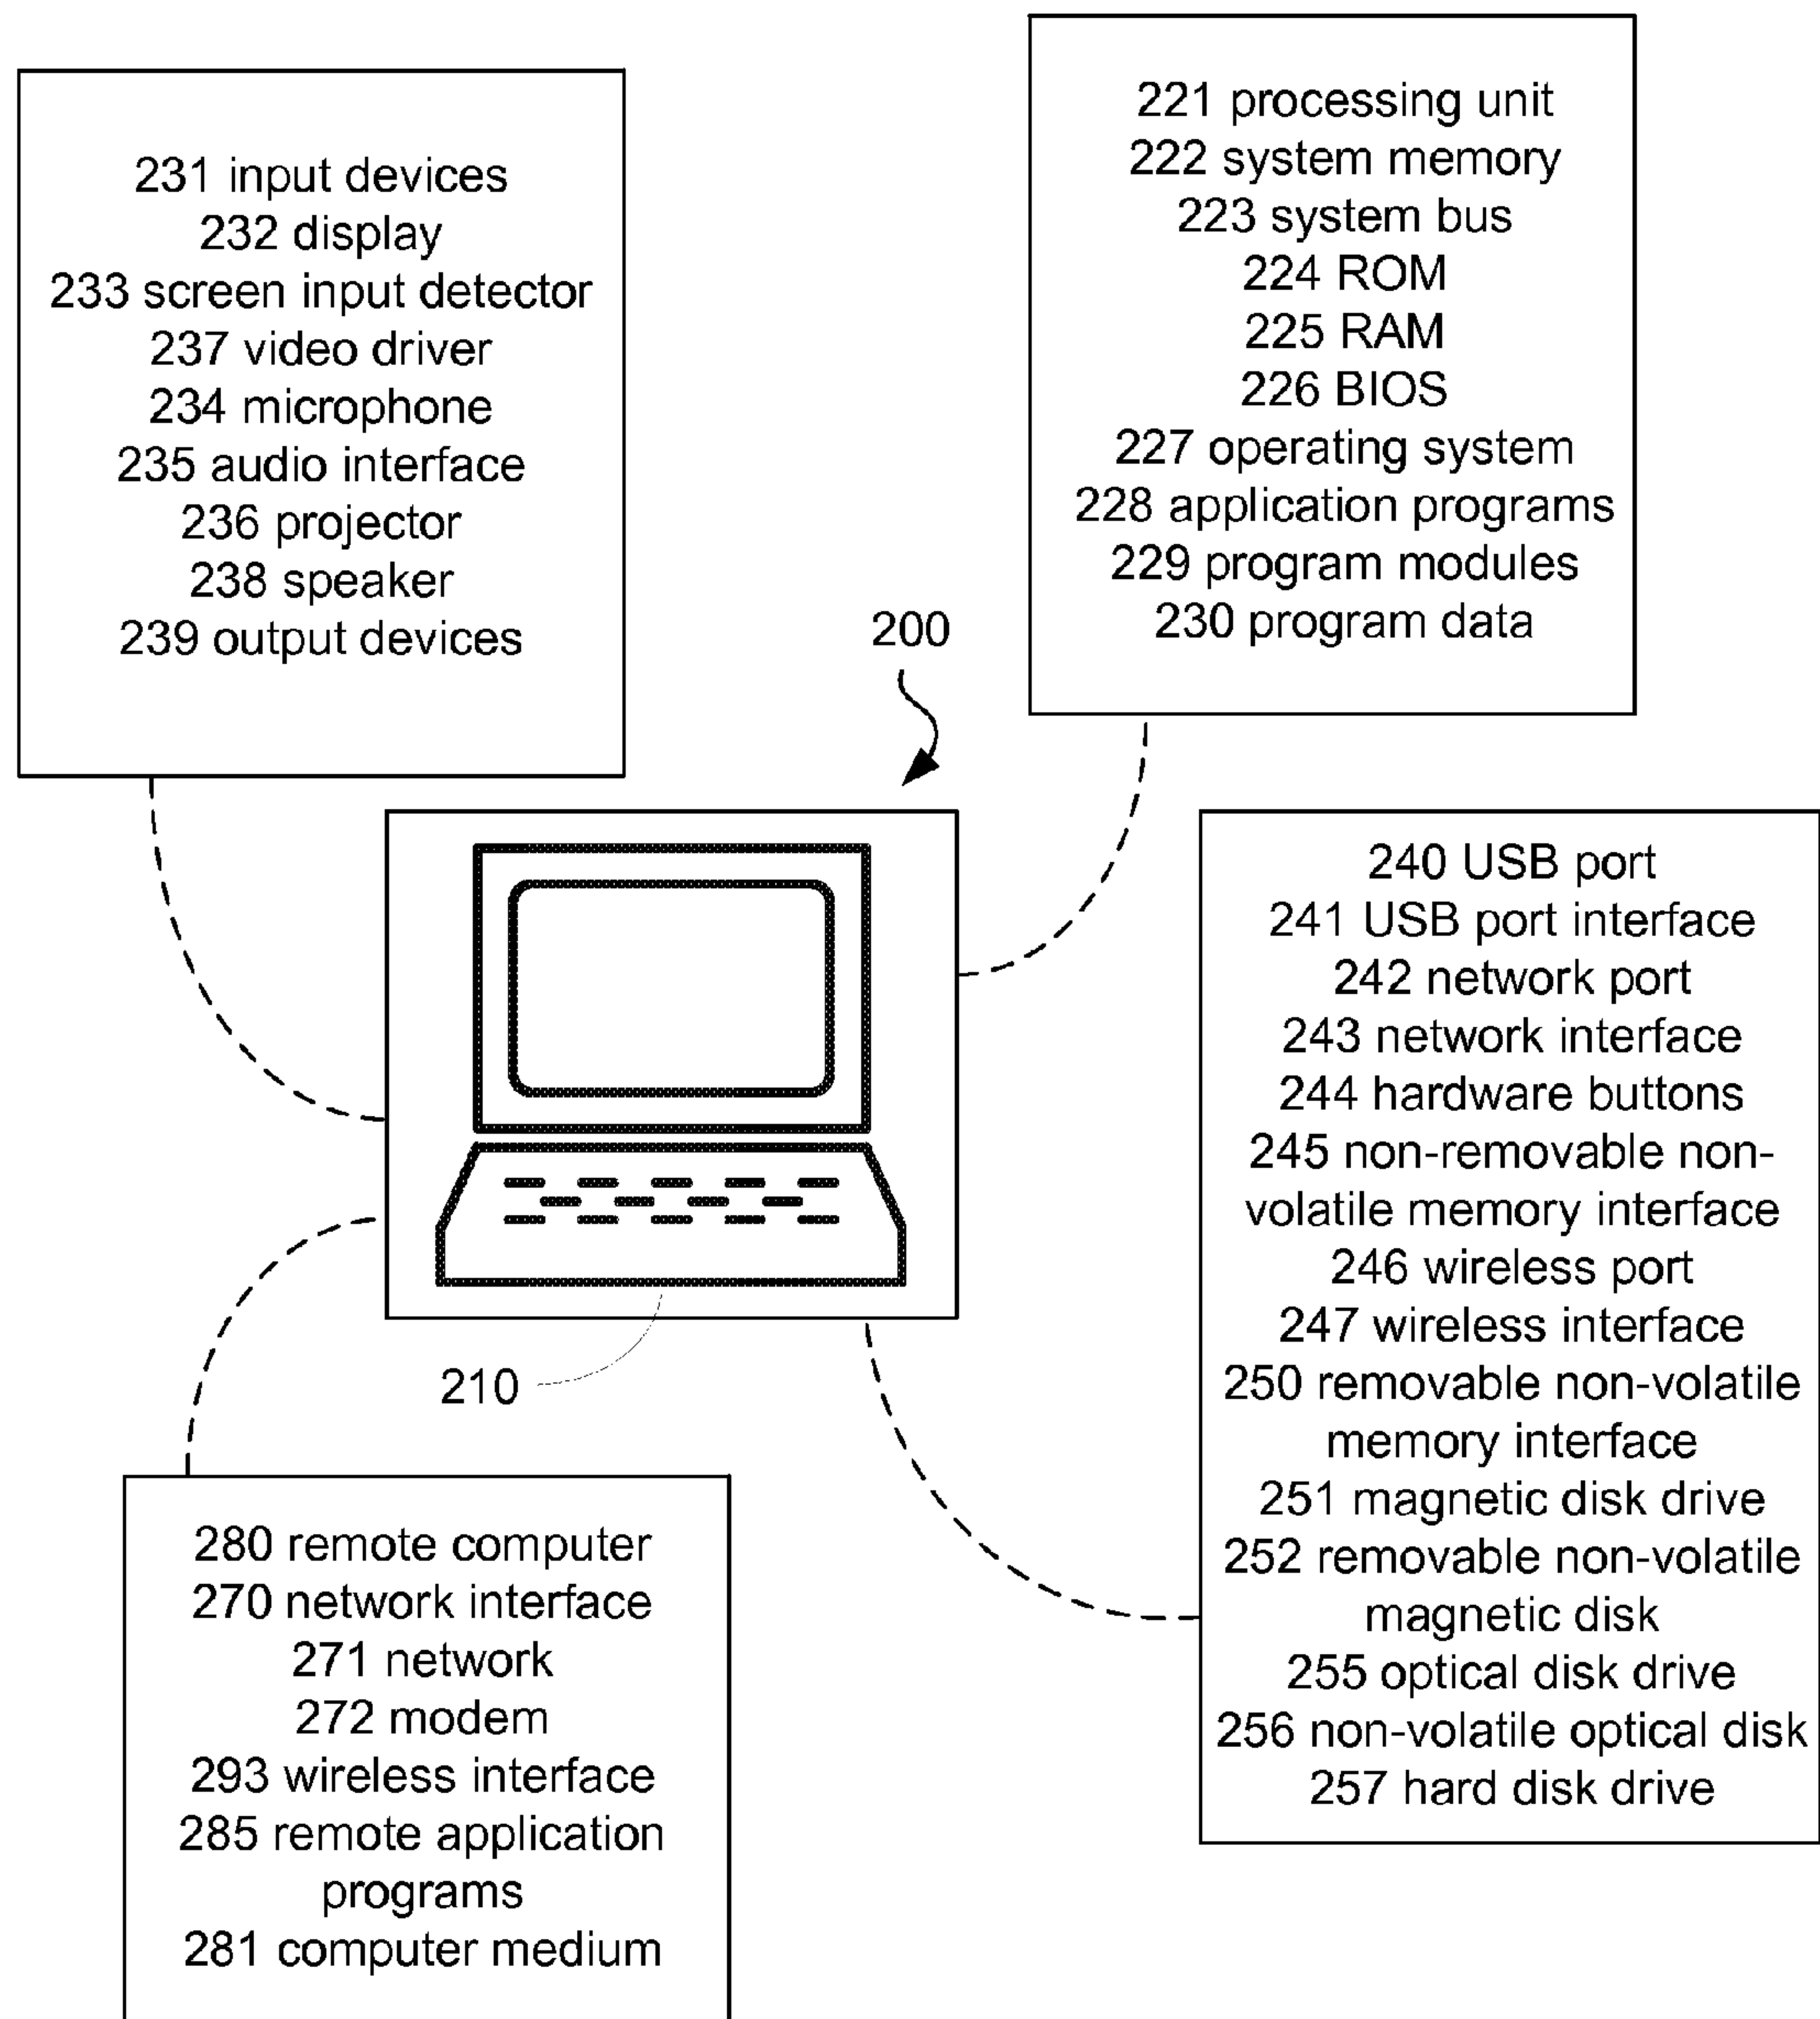 231 input devices
232 display
233 screen input detector
237 video driver
234 microphone
235 audio interface
236 projector
238 speaker
239 output devices
221 processing unit
222 system memory
223 system bus
224 ROM
225 RAM
226 BIOS
227 operating system
228 application programs
229 program modules
230 program data
200
210
240 USB port
241 USB port interface
242 network port
243 network interface
244 hardware buttons
245 non-removable non-
volatile memory interface
246 wireless port
247 wireless interface
250 removable non-volatile
memory interface
251 magnetic disk drive
252 removable non-volatile
magnetic disk
255 optical disk drive
256 non-volatile optical disk
257 hard disk drive
280 remote computer
270 network interface
271 network
272 modem
293 wireless interface
285 remote application
programs
281 computer medium